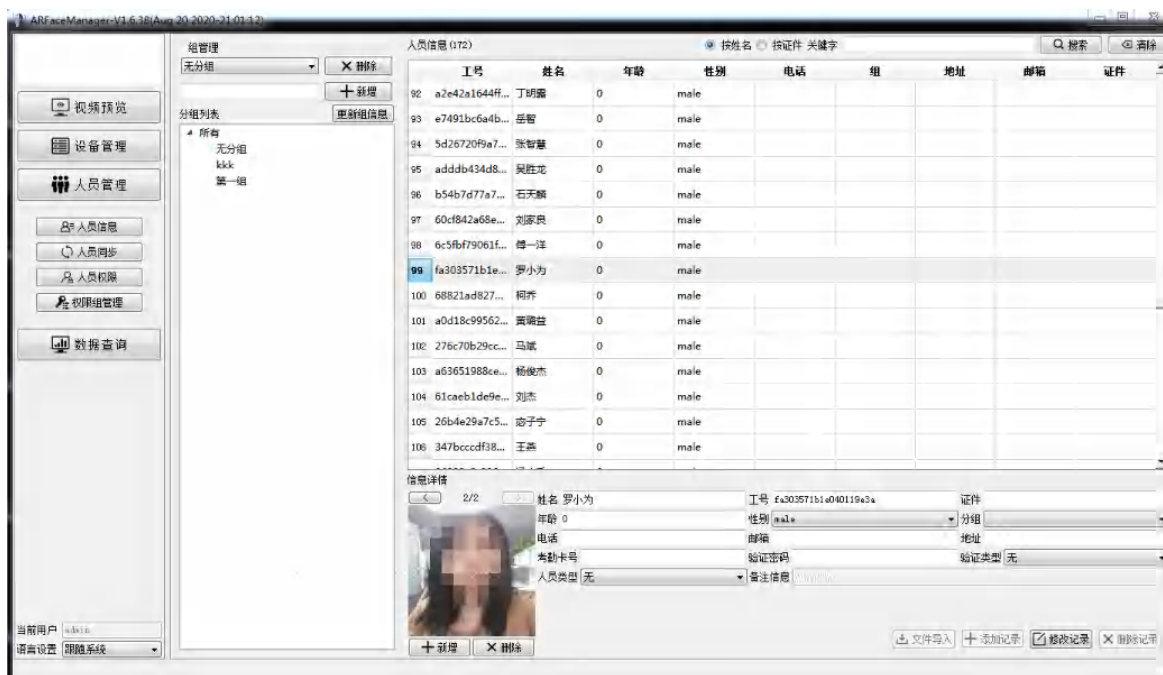 ARFaceManager-V1.6.38(Aug 20 2020-21:01:12)
视频预览
设备管理
人员管理
人员信息
人员同步
人员权限
权限组管理
数据查询
当前用户 admin
语言设置 跟随系统
组管理
无分组 删除
新增
分组列表 更新组信息
所有
无分组
kkk
第一组
人员信息(172) 按姓名 按证件 关键字 搜索 清除
工号 姓名 年龄 性别 电话 组 地址 邮箱 证件
92 a2e42a1644ff... 丁明露 0 male
93 e7491bc6a4b... 岳智 0 male
94 5d26720f9a7... 张智慧 0 male
95 adddb434d8... 吴胜龙 0 male
96 b54b7d77a7... 石天麟 0 male
97 60cf842a68e... 刘家良 0 male
98 6c5fbf79061f... 傅一洋 0 male
99 fa303571b1e... 罗小为 0 male
100 68821ad827... 柯乔 0 male
101 a0d18c99562... 黄璐益 0 male
102 276c70b29cc... 马斌 0 male
103 a63651988ce... 杨俊杰 0 male
104 61caeb1de9e... 刘杰 0 male
105 26b4e29a7c5... 子宁 0 male
106 347bcccdf38... 王燕 0 male
信息详情
2/2
姓名 罗小为 工号 fa303571b1e040119e3a 证件
年龄 0 性别 male 分组
电话 邮箱 地址
考勤卡号 验证密码 验证类型 无
人员类型 无 备注信息
新增 删除
文件导入 添加记录 修改记录 删除记录